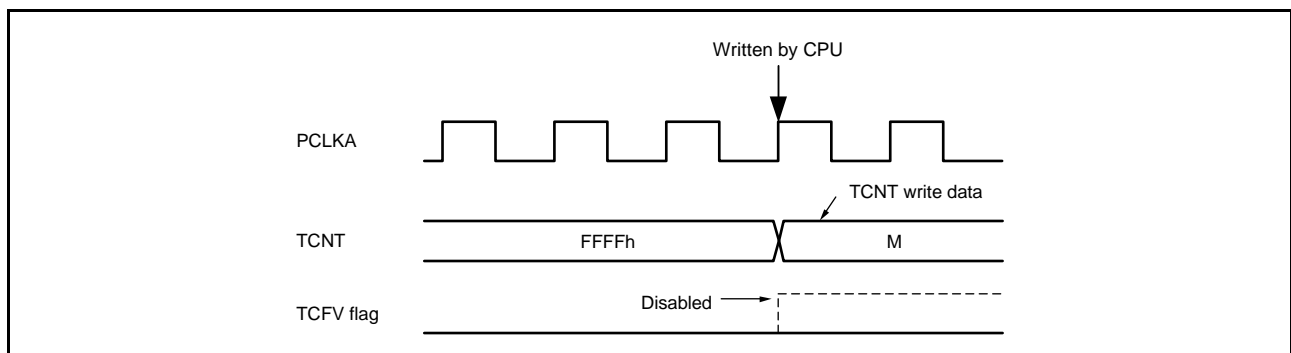 Written by CPU
PCLKA
TCNT write data
TCNT
FFFFh
M
Disabled
TCFV flag